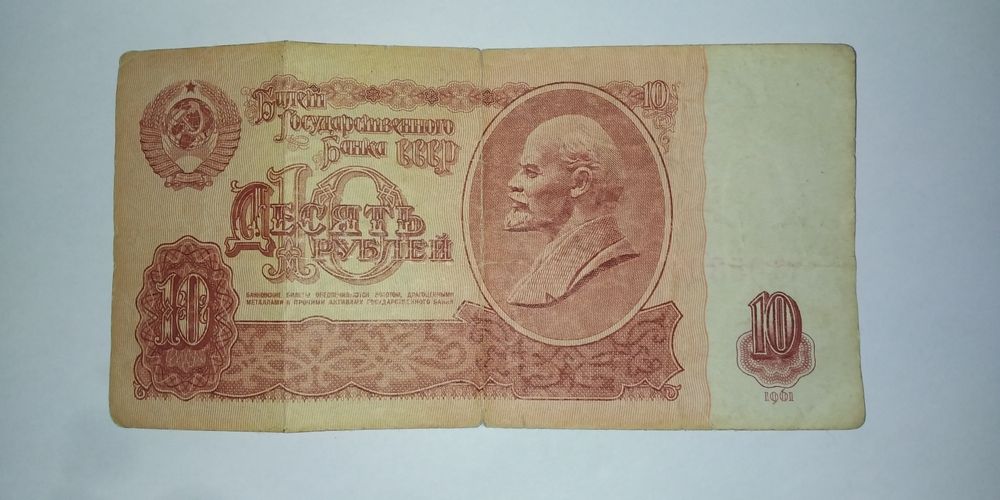 Билет
Государственного
Банка СССР
10
10
Десять
рублей
БАНКОВСКИЕ БИЛЕТЫ ОБЕСПЕЧИВАЮТСЯ ЗОЛОТОМ, ДРАГОЦЕННЫМИ
МЕТАЛЛАМИ И ПРОЧИМИ АКТИВАМИ ГОСУДАРСТВЕННОГО БАНКА
10
10
1961